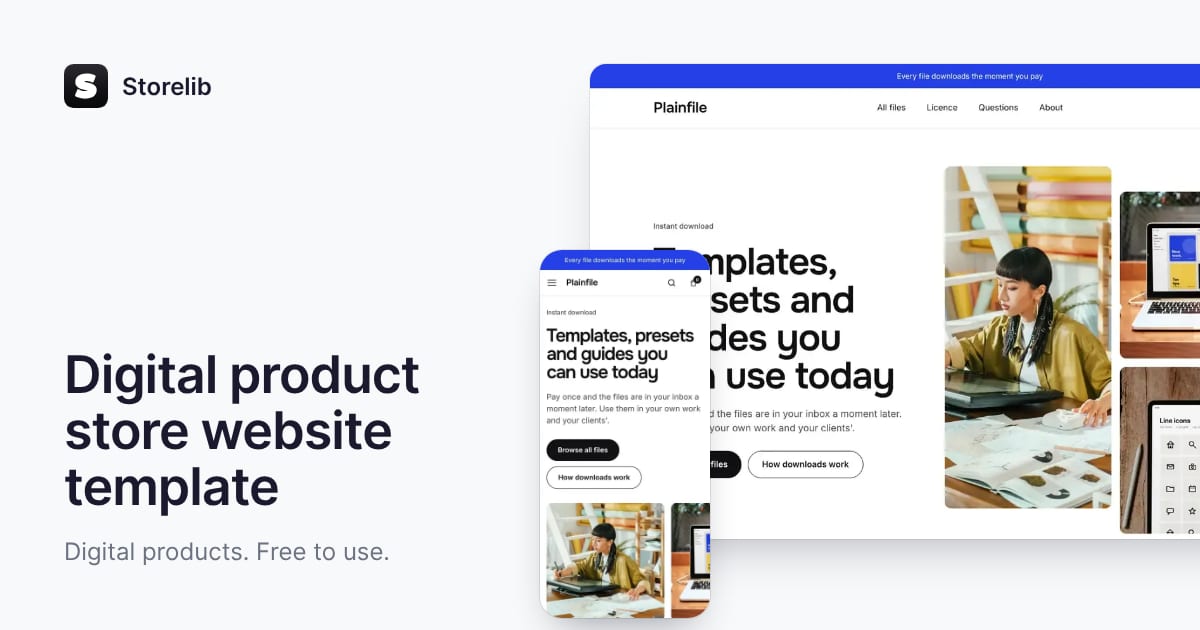 Storelib
Digital product
store website
template
Digital products. Free to use.
Every file downloads the moment you pay
Plainfile
All files
Licence
Questions
About
Instant download
mplates,
sets and
des you
use today
d the files are in your inbox a moment later.
your own work and your clients'.
files
How downloads work
Line icons
Every file downloads the moment you pay
Plainfile
Instant download
Templates, presets
and guides you
can use today
Pay once and the files are in your inbox a
moment later. Use them in your own work
and your clients'.
Browse all files
How downloads work